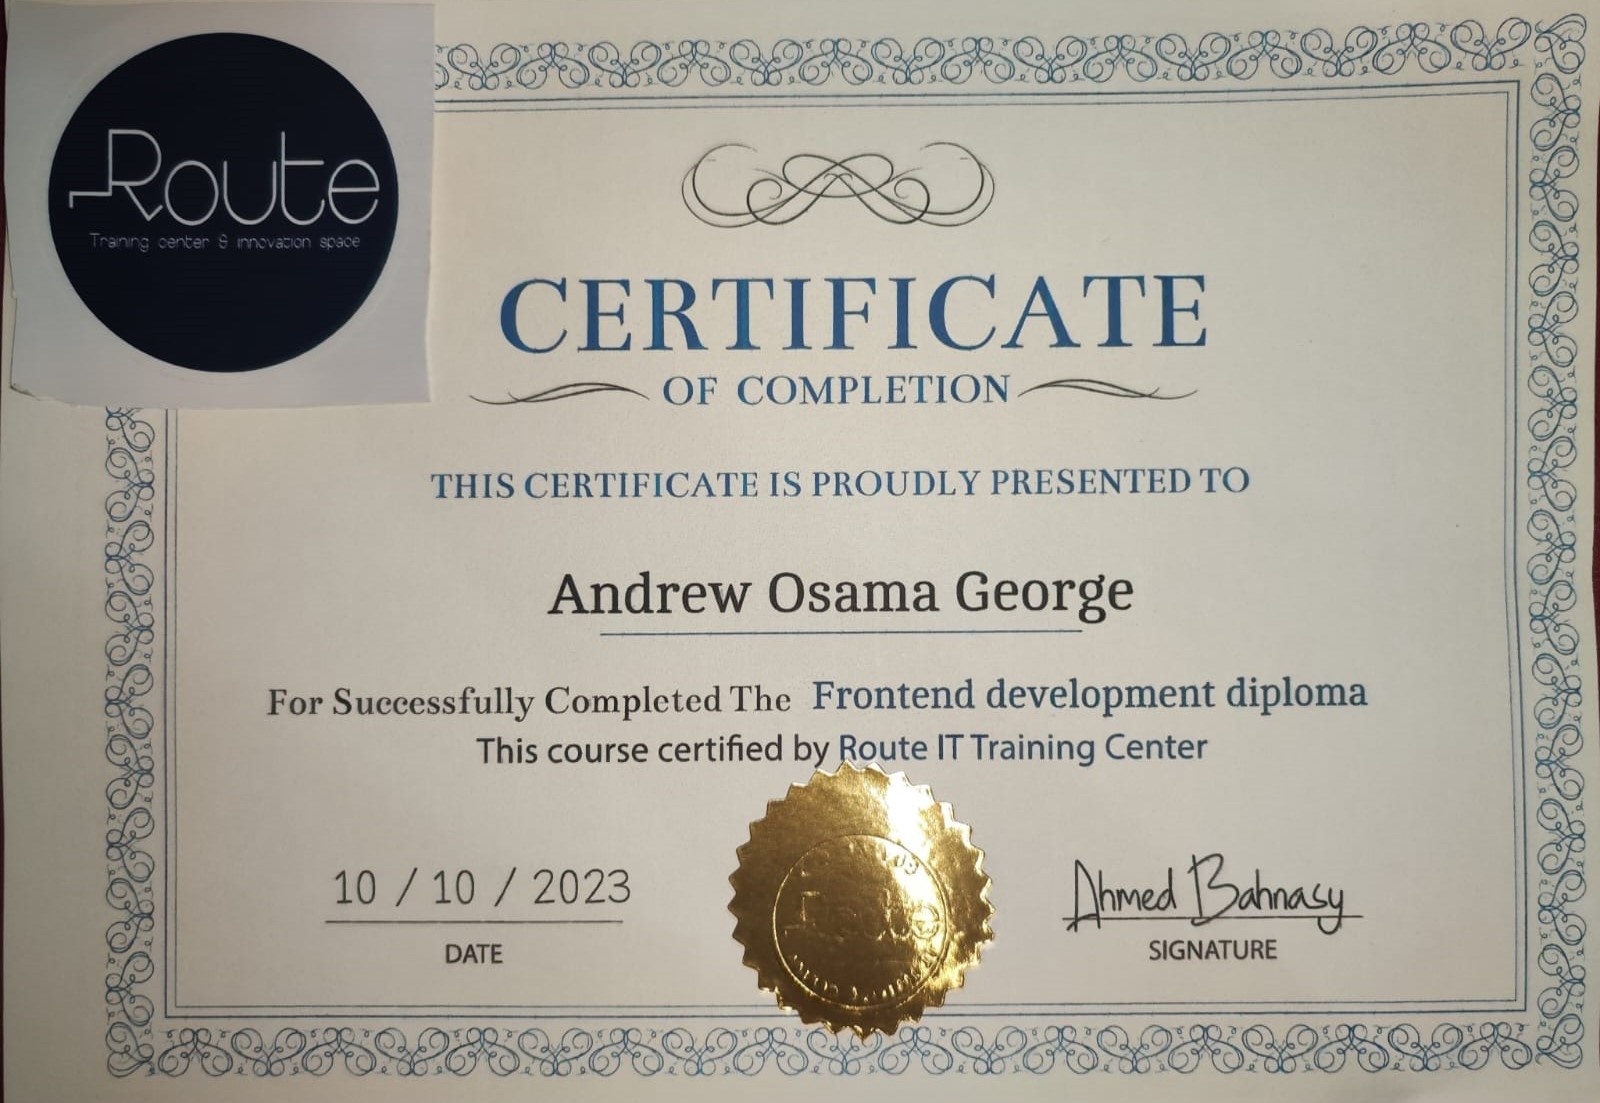 Route
Training center & innovation space
CERTIFICATE
OF COMPLETION
THIS CERTIFICATE IS PROUDLY PRESENTED TO
Andrew Osama George
For Successfully Completed The Frontend development diploma
This course certified by Route IT Training Center
10 / 10 / 2023
DATE
Ahmed Bahnasy
SIGNATURE
Route